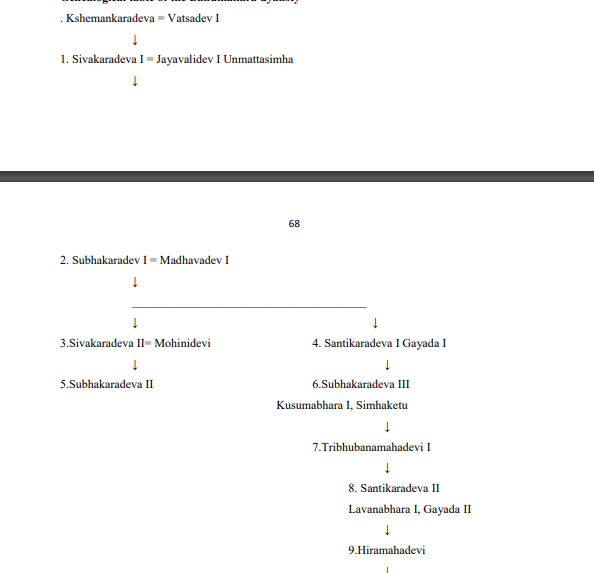 . Kshemankaradeva = Vatsadev I
↓
1. Sivakaradeva I = Jayavalidev I Unmattasimha
↓
68
2. Subhakaradev I = Madhavadev I
↓
↓ ↓
3.Sivakaradeva II= Mohinidevi 4. Santikaradeva I Gayada I
↓ ↓
5.Subhakaradeva II 6.Subhakaradeva III
Kusumabhara I, Simhaketu
↓
7.Tribhubanamahadevi I
↓
8. Santikaradeva II
Lavanabhara I, Gayada II
↓
9.Hiramahadevi